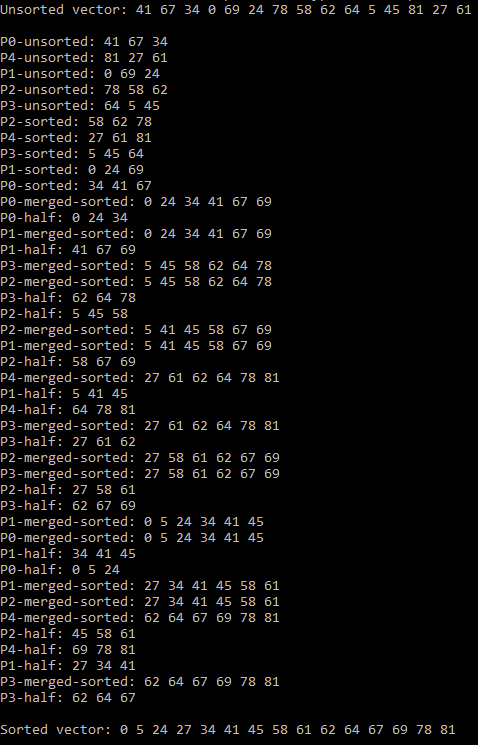 Unsorted vector: 41 67 34 0 69 24 78 58 62 64 5 45 81 27 61
P0-unsorted: 41 67 34
P4-unsorted: 81 27 61
P1-unsorted: 0 69 24
P2-unsorted: 78 58 62
P3-unsorted: 64 5 45
P2-sorted: 58 62 78
P4-sorted: 27 61 81
P3-sorted: 5 45 64
P1-sorted: 0 24 69
P0-sorted: 34 41 67
P0-merged-sorted: 0 24 34 41 67 69
P0-half: 0 24 34
P1-merged-sorted: 0 24 34 41 67 69
P1-half: 41 67 69
P3-merged-sorted: 5 45 58 62 64 78
P2-merged-sorted: 5 45 58 62 64 78
P3-half: 62 64 78
P2-half: 5 45 58
P2-merged-sorted: 5 41 45 58 67 69
P1-merged-sorted: 5 41 45 58 67 69
P2-half: 58 67 69
P4-merged-sorted: 27 61 62 64 78 81
P1-half: 5 41 45
P4-half: 64 78 81
P3-merged-sorted: 27 61 62 64 78 81
P3-half: 27 61 62
P2-merged-sorted: 27 58 61 62 67 69
P3-merged-sorted: 27 58 61 62 67 69
P2-half: 27 58 61
P3-half: 62 67 69
P1-merged-sorted: 0 5 24 34 41 45
P0-merged-sorted: 0 5 24 34 41 45
P1-half: 34 41 45
P0-half: 0 5 24
P1-merged-sorted: 27 34 41 45 58 61
P2-merged-sorted: 27 34 41 45 58 61
P4-merged-sorted: 62 64 67 69 78 81
P2-half: 45 58 61
P4-half: 69 78 81
P1-half: 27 34 41
P3-merged-sorted: 62 64 67 69 78 81
P3-half: 62 64 67
Sorted vector: 0 5 24 27 34 41 45 58 61 62 64 67 69 78 81